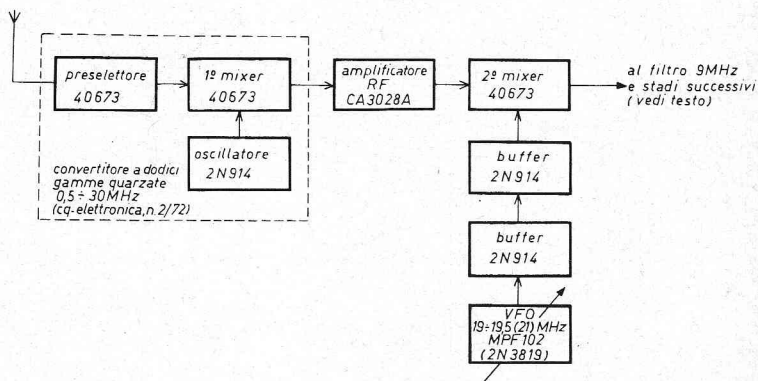 preselettore
40673
1º mixer
40673
amplificatore
RF
CA3028A
2º mixer
40673
al filtro 9MHz
e stadi successivi
(vedi testo)
oscillatore
2N914
convertitore a dodici
gamme quarzate
0,5÷30MHz
(cq-elettronica, n.2/72)
buffer
2N914
buffer
2N914
VFO
19÷19,5(21) MHz
MPF102
(2N3819)